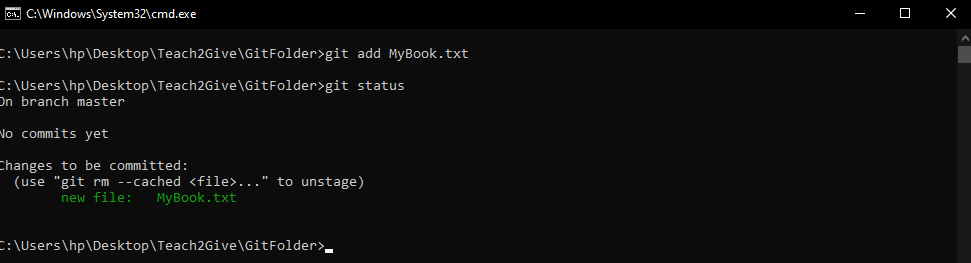 C:\Windows\System32\cmd.exe
C:\Users\hp\Desktop\Teach2Give\GitFolder>git add MyBook.txt
C:\Users\hp\Desktop\Teach2Give\GitFolder>git status
On branch master
No commits yet
Changes to be committed:
  (use "git rm --cached <file>..." to unstage)
        new file:   MyBook.txt
C:\Users\hp\Desktop\Teach2Give\GitFolder>